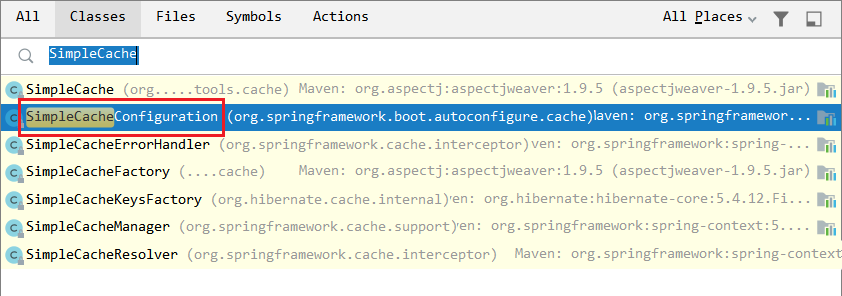 All Classes Files Symbols Actions All Places
SimpleCache
SimpleCache (org.....tools.cache) Maven: org.aspectj:aspectjweaver:1.9.5 (aspectjweaver-1.9.5.jar)
SimpleCacheConfiguration (org.springframework.boot.autoconfigure.cache) Maven: org.springframewor...
SimpleCacheErrorHandler (org.springframework.cache.interceptor) ven: org.springframework:spring-...
SimpleCacheFactory (....cache) Maven: org.aspectj:aspectjweaver:1.9.5 (aspectjweaver-1.9.5.jar)
SimpleCacheKeysFactory (org.hibernate.cache.internal) en: org.hibernate:hibernate-core:5.4.12.Fi...
SimpleCacheManager (org.springframework.cache.support) en: org.springframework:spring-context:5....
SimpleCacheResolver (org.springframework.cache.interceptor) Maven: org.springframework:spring-context